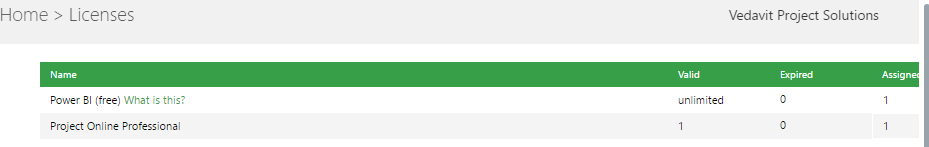 Home > Licenses
Vedavit Project Solutions
Name Valid Expired Assigned
Power BI (free) What is this? unlimited 0 1
Project Online Professional 1 0 1